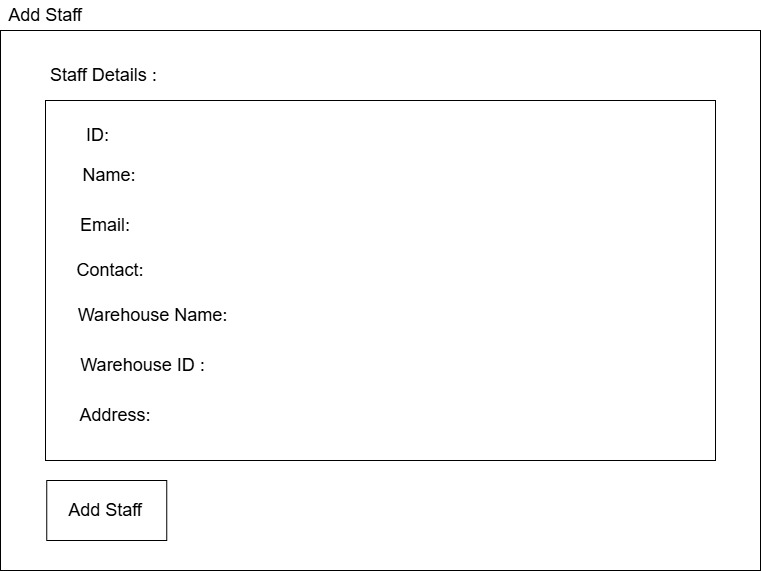 Add Staff
Staff Details :
ID:
Name:
Email:
Contact:
Warehouse Name:
Warehouse ID :
Address:
Add Staff